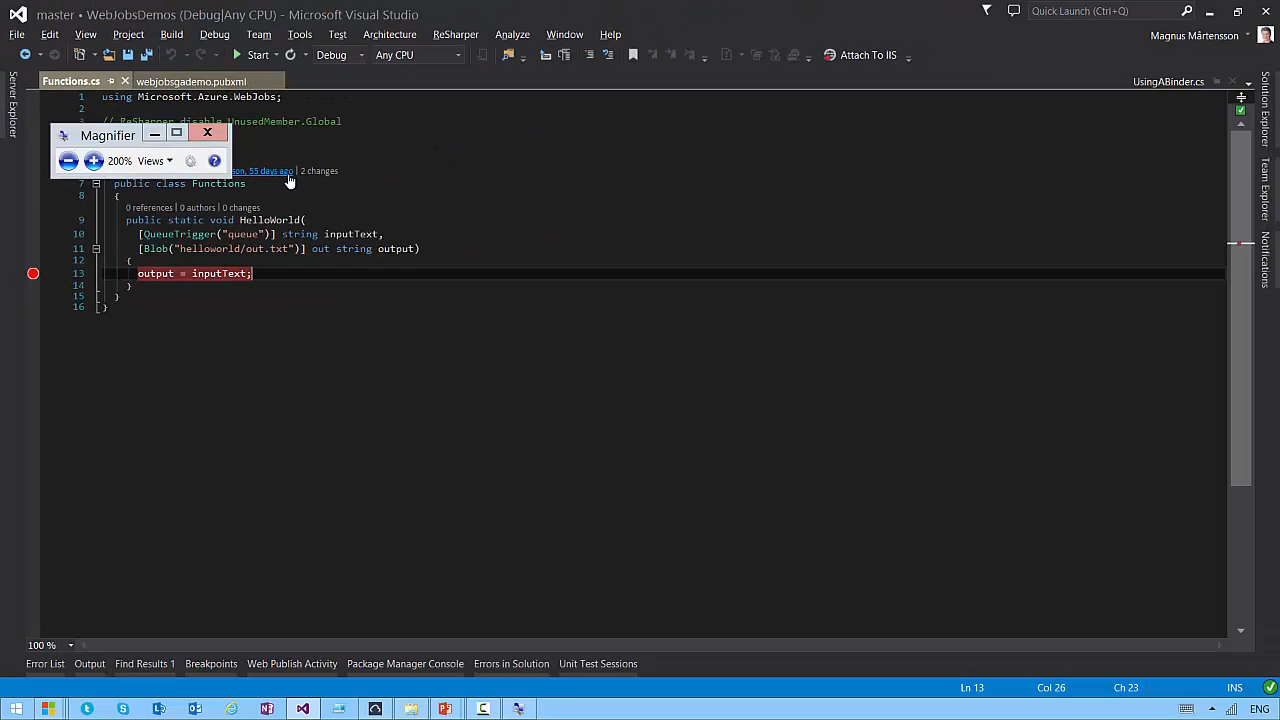 master • WebJobsDemos (Debug|Any CPU) - Microsoft Visual Studio
Quick Launch (Ctrl+Q)
File Edit View Project Build Debug Team Tools Test Architecture ReSharper Analyze Window Help
Magnus Mårtensson
Start Debug Any CPU Attach To IIS
Functions.cs webjobsgademo.pubxml UsingABinder.cs
Server Explorer
Solution Explorer
Team Explorer
Notifications
1 using Microsoft.Azure.WebJobs;
2
// ReSharper disable UnusedMember.Global
Magnifier
200% Views
son, 55 days ago | 2 changes
7 public class Functions
8 {
0 references | 0 authors | 0 changes
9 public static void HelloWorld(
10 [QueueTrigger("queue")] string inputText,
11 [Blob("helloworld/out.txt")] out string output)
12 {
13 output = inputText;
14 }
15 }
16 }
100 %
Error List Output Find Results 1 Breakpoints Web Publish Activity Package Manager Console Errors in Solution Unit Test Sessions
Ln 13 Col 26 Ch 23 INS
ENG